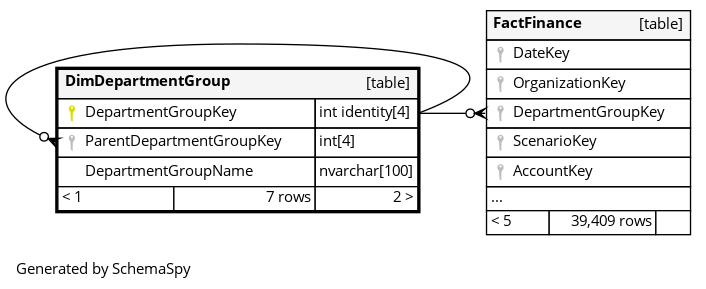 DimDepartmentGroup [table]
DepartmentGroupKey int identity[4]
ParentDepartmentGroupKey int[4]
DepartmentGroupName nvarchar[100]
< 1 7 rows 2 >
FactFinance [table]
DateKey
OrganizationKey
DepartmentGroupKey
ScenarioKey
AccountKey
...
< 5 39,409 rows
Generated by SchemaSpy